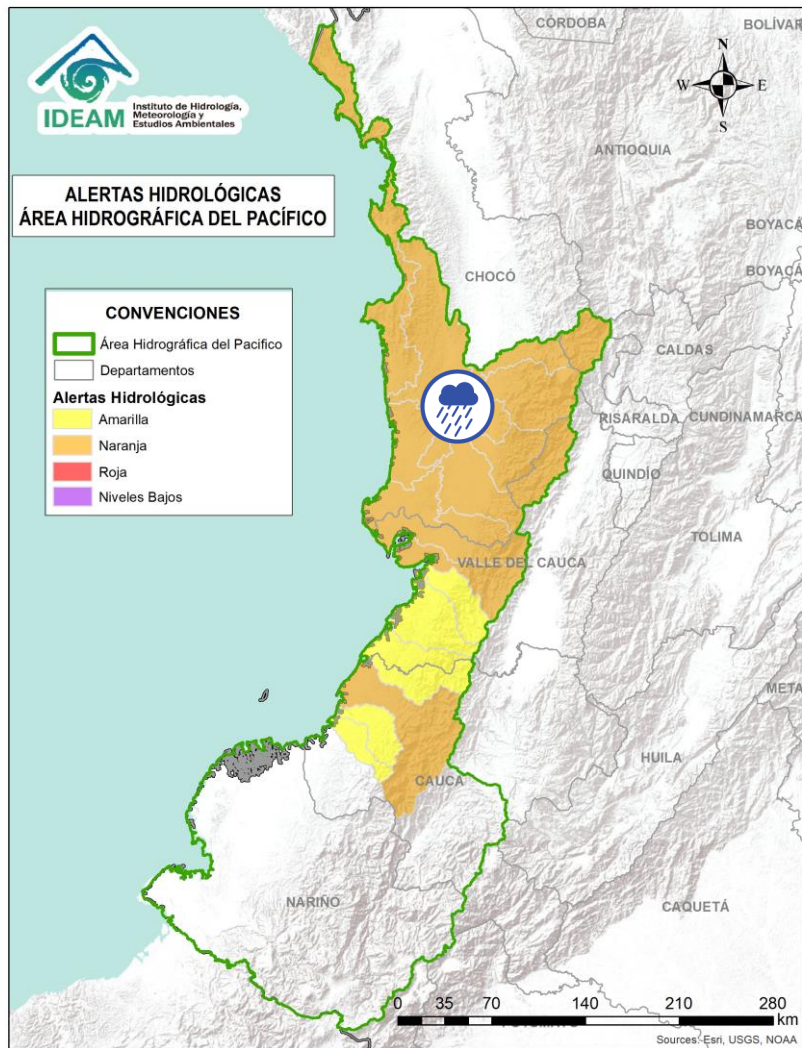 CÓRDOBA
BOLÍVAR
N
W
E
S
IDEAM
Instituto de Hidrología,
Meteorología y
Estudios Ambientales
ANTIOQUIA
ALERTAS HIDROLÓGICAS
ÁREA HIDROGRÁFICA DEL PACÍFICO
BOYACÁ
CHOCÓ
BOYACÁ
CONVENCIONES
Área Hidrográfica del Pacifico
Departamentos
Alertas Hidrológicas
Amarilla
Naranja
Roja
Niveles Bajos
CALDAS
RISARALDA
CUNDINAMARCA
QUINDÍO
TOLIMA
VALLE DEL CAUCA
META
HUILA
CAUCA
NARIÑO
CAQUETÁ
0 35 70 140 210 280
km
Sources: Esri, USGS, NOAA